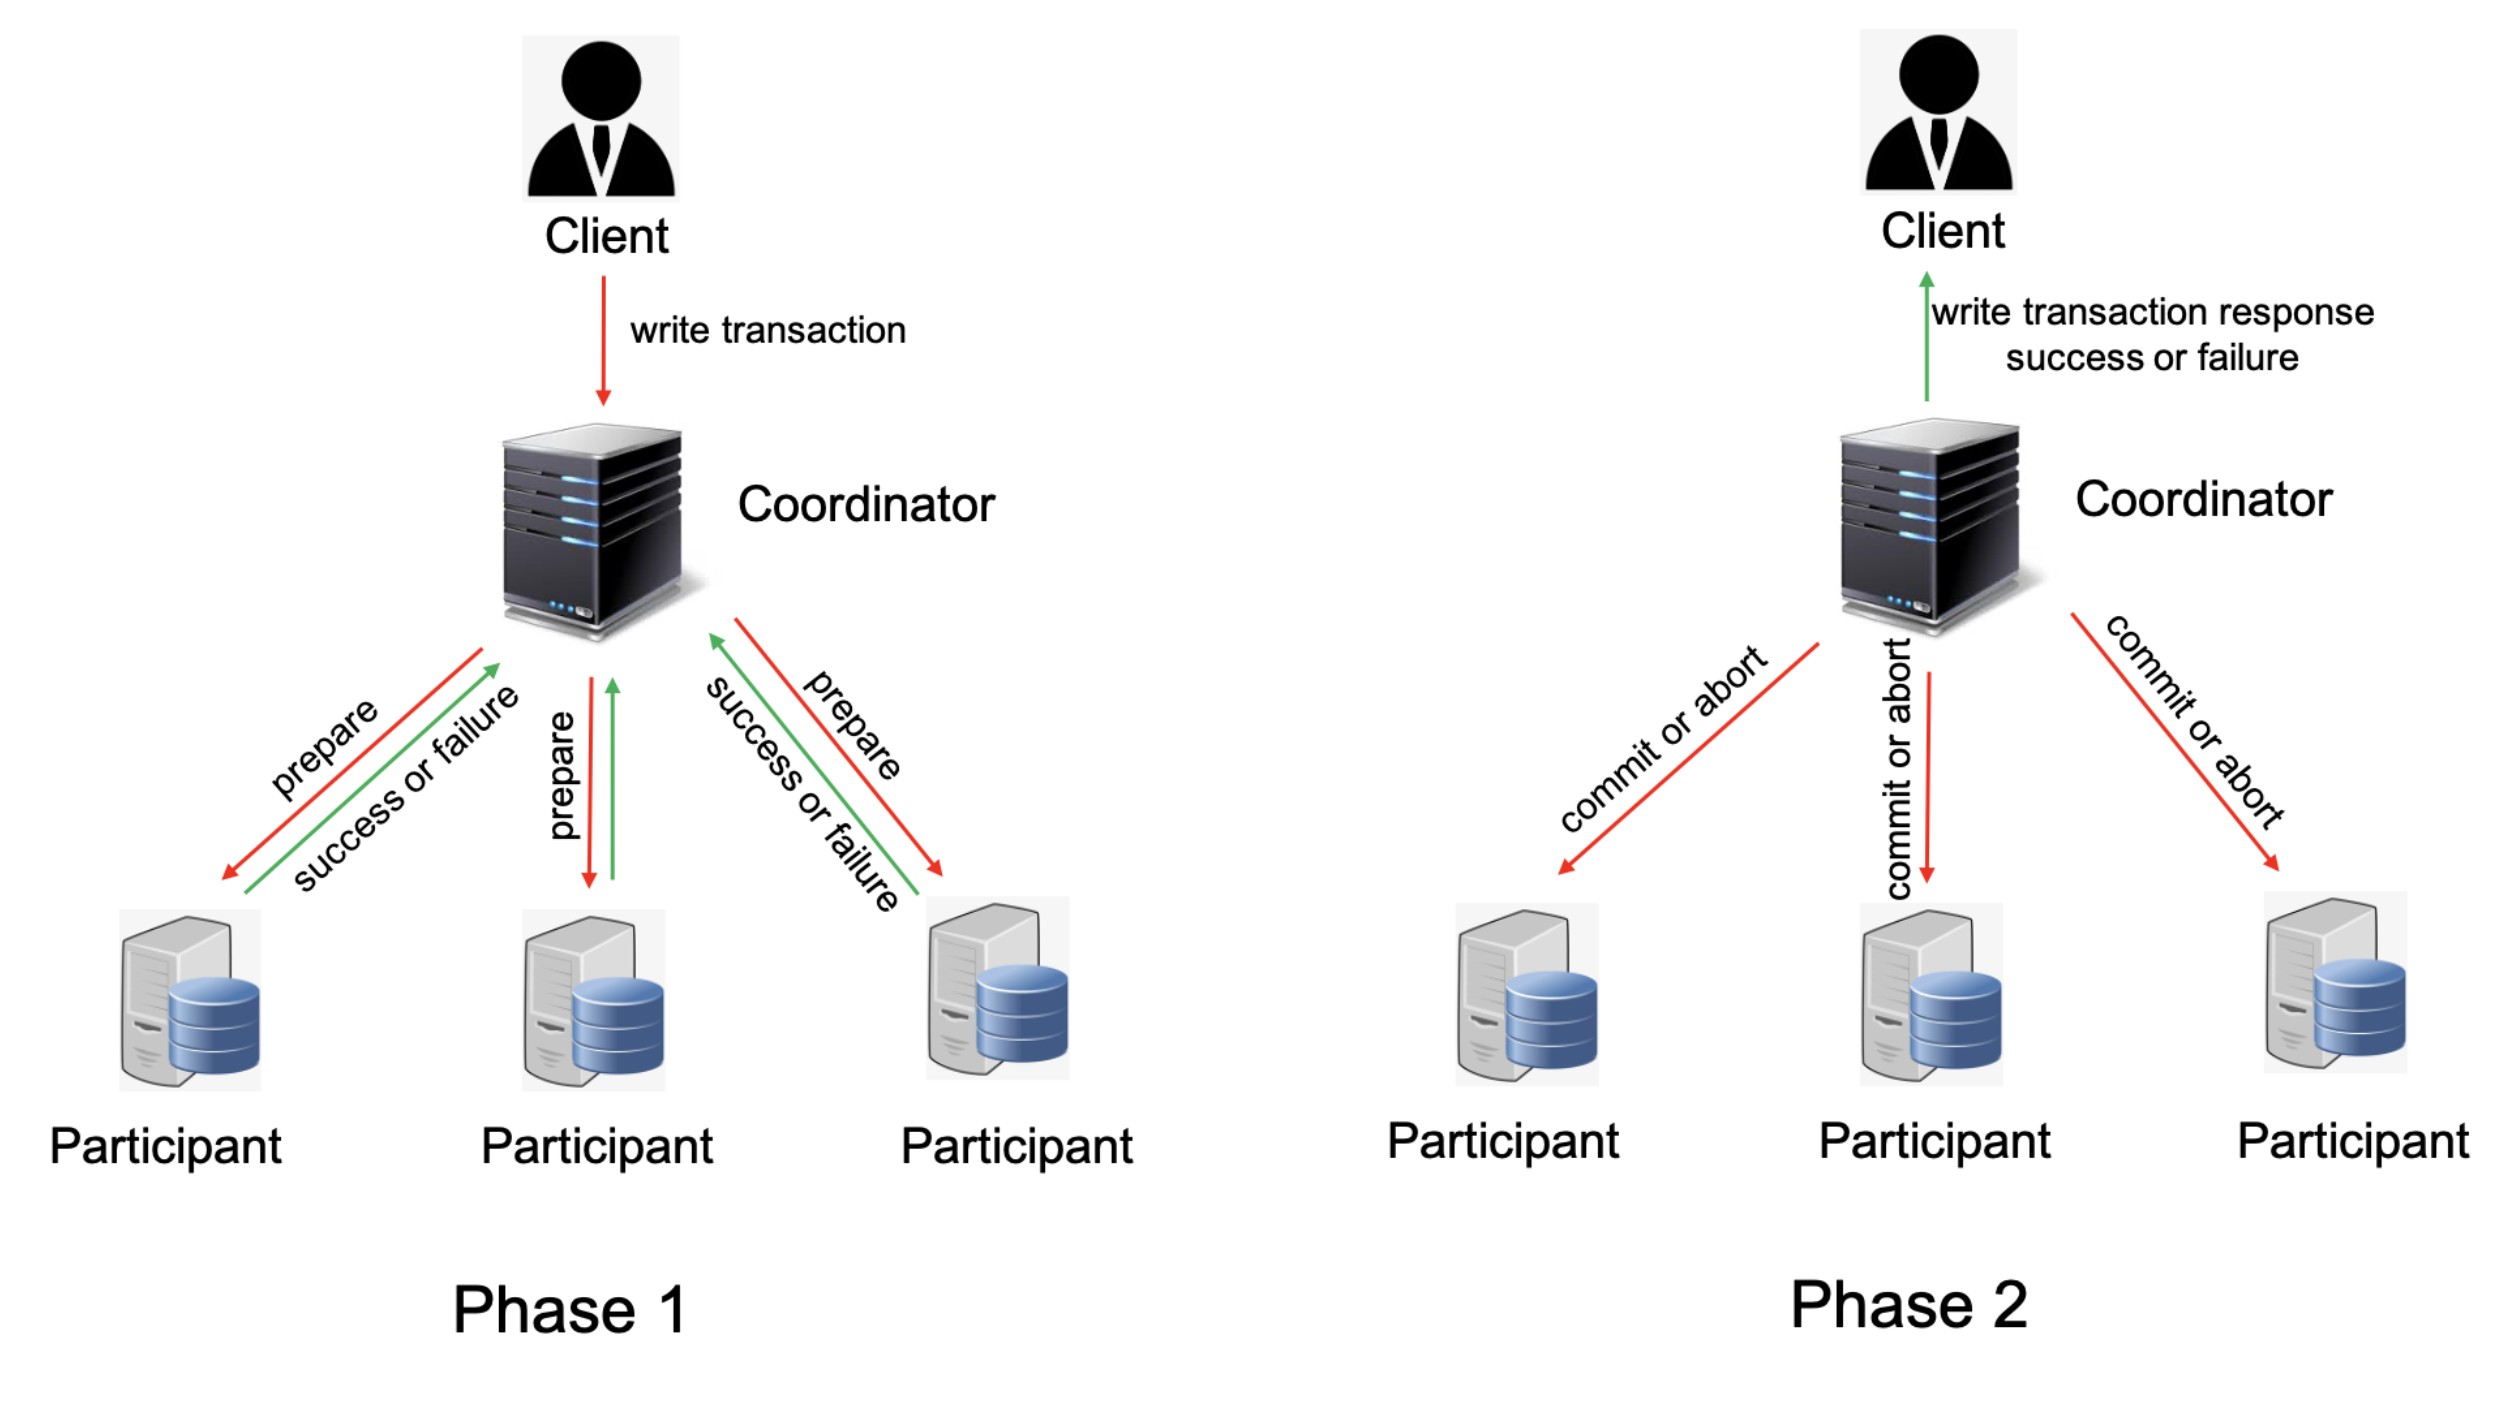 Client
write transaction
Coordinator
prepare
success or failure
prepare
success or failure
prepare
Participant
Participant
Participant
Phase 1
Client
write transaction response
success or failure
Coordinator
commit or abort
commit or abort
commit or abort
Participant
Participant
Participant
Phase 2